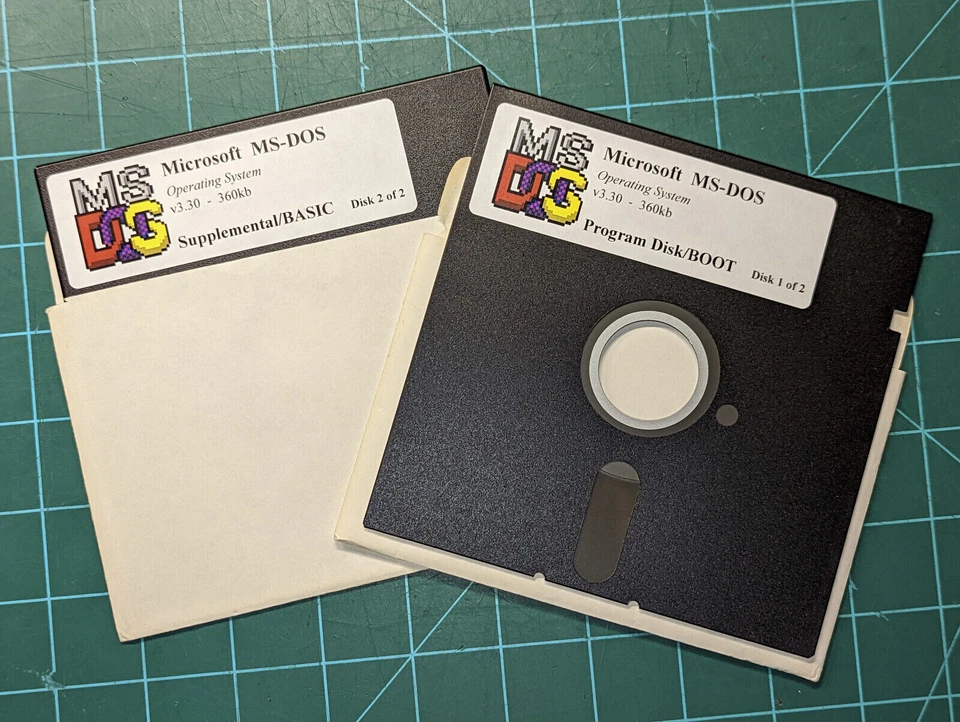 MS
DOS
Microsoft MS-DOS
Operating System
v3.30 - 360kb
Supplemental/BASIC
Disk 2 of 2
MS
DOS
Microsoft MS-DOS
Operating System
v3.30 - 360kb
Program Disk/BOOT
Disk 1 of 2